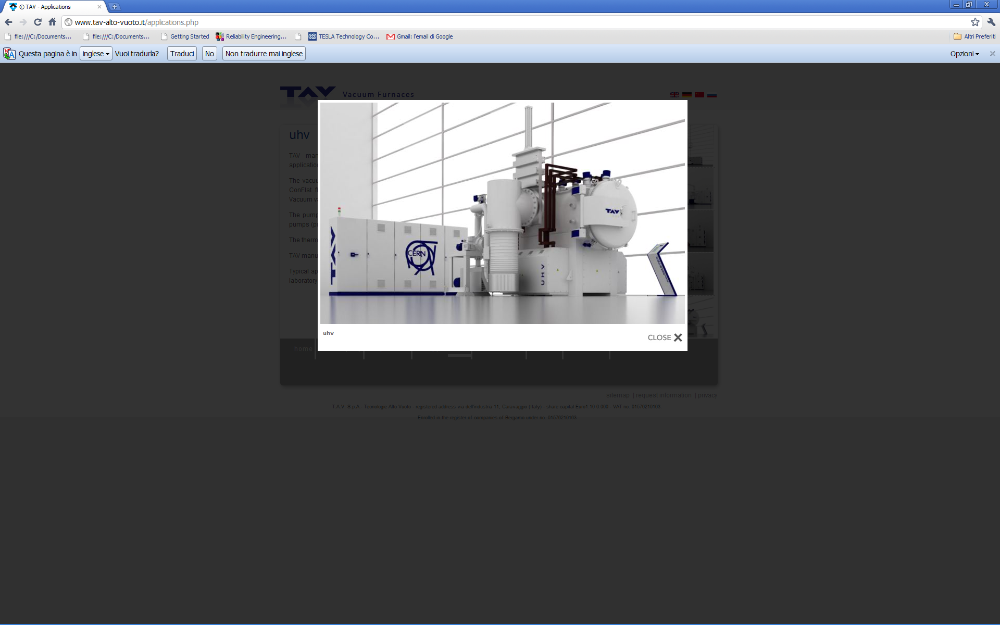 © TAV - Applications
www.tav-alto-vuoto.it/applications.php
file:///C:/Documents... file:///C:/Documents... Getting Started Reliability Engineering... TESLA Technology Co... Gmail: l'email di Google Altri Preferiti
Questa pagina è in inglese Vuoi tradurla? Traduci No Non tradurre mai inglese Opzioni
TAV Vacuum Furnaces
uhv
TAV
applicatio
The vacuu
ConFlat
Vacuum
The pump
pumps
The therm
TAV manu
Typical
laboratory
TAV
CERN
UHV
TAV
uhv
CLOSE
home
sitemap | request information | privacy
T.A.V. S.p.A.- Tecnologie Alto Vuoto - registered address via dell'industria 11, Caravaggio (Italy) - share capital Euro1.10 0.000 - VAT no. 01576210163.
Enrolled in the register of companies of Bergamo under no. 01576210163